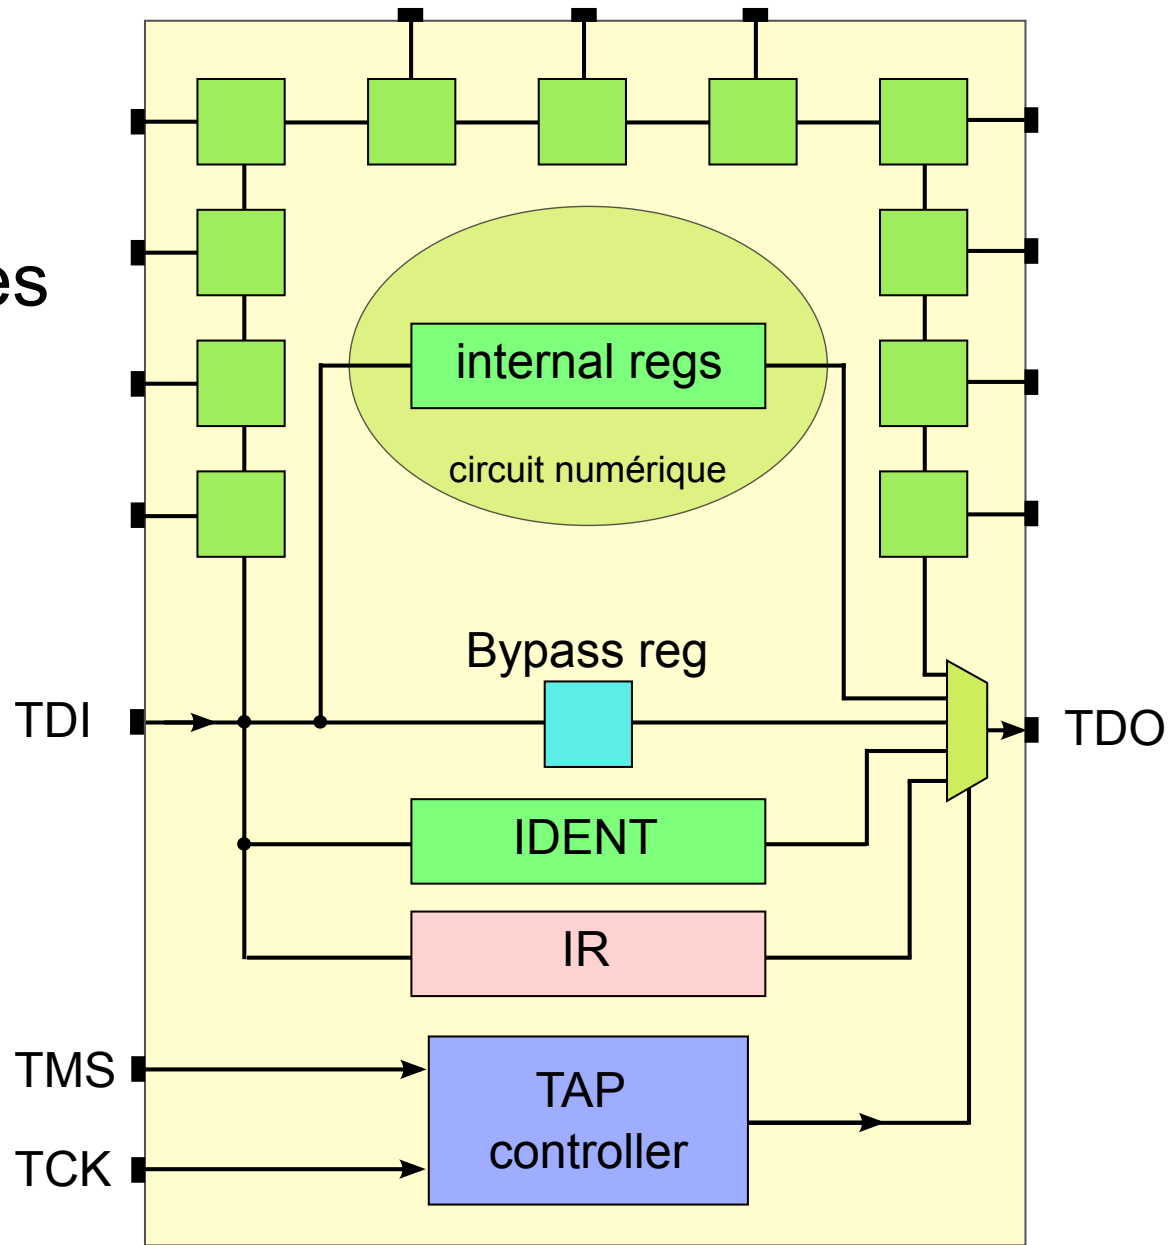 es
internal regs
circuit numérique
Bypass reg
TDI
TDO
IDENT
IR
TMS
TAP
controller
TCK